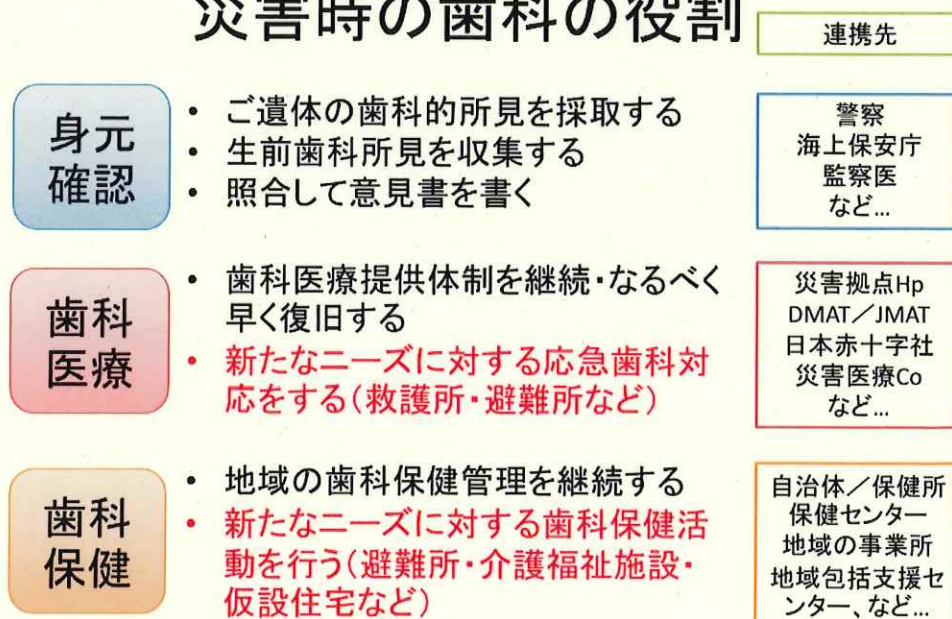 災害時の歯科の役割
連携先
身元
確認
• ご遺体の歯科的所見を採取する
• 生前歯科所見を収集する
• 照合して意見書を書く
警察
海上保安庁
監察医
など…
歯科
医療
• 歯科医療提供体制を継続・なるべく
早く復旧する
• 新たなニーズに対する応急歯科対
応をする(救護所・避難所など)
災害拠点Hp
DMAT／JMAT
日本赤十字社
災害医療Co
など…
歯科
保健
• 地域の歯科保健管理を継続する
• 新たなニーズに対する歯科保健活
動を行う(避難所・介護福祉施設・
仮設住宅など)
自治体／保健所
保健センター
地域の事業所
地域包括支援セ
ンター、など…